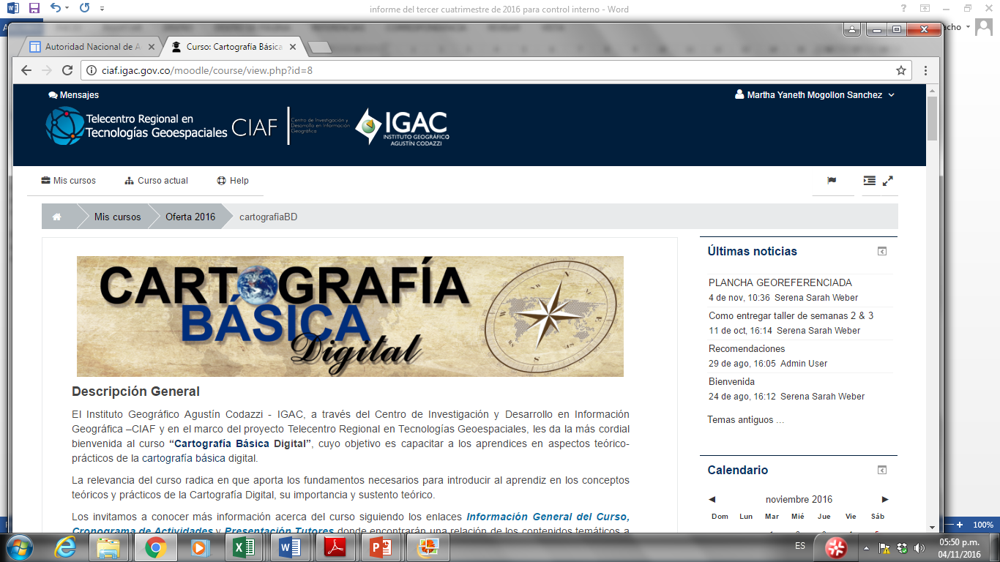 informe del tercer cuatrimestre de 2016 para control interno - Word
acho
Autoridad Nacional de A
Curso: Cartografía Básica
ciaf.igac.gov.co/moodle/course/view.php?id=8
Mensajes
Martha Yaneth Mogollon Sanchez
Telecentro Regional en
Tecnologías Geoespaciales
CIAF
Centro de Investigación y
Desarrollo en Información
Geográfica
IGAC
INSTITUTO GEOGRÁFICO
AGUSTÍN CODAZZI
Mis cursos
Curso actual
Help
Mis cursos
Oferta 2016
cartografiaBD
CARTOGRAFÍA
BÁSICA
Digital
Descripción General
El Instituto Geográfico Agustín Codazzi - IGAC, a través del Centro de Investigación y Desarrollo en Información
Geográfica –CIAF y en el marco del proyecto Telecentro Regional en Tecnologías Geoespaciales, les da la más cordial
bienvenida al curso “Cartografía Básica Digital”, cuyo objetivo es capacitar a los aprendices en aspectos teórico-
prácticos de la cartografía básica digital.
La relevancia del curso radica en que aporta los fundamentos necesarios para introducir al aprendiz en los conceptos
teóricos y prácticos de la Cartografía Digital, su importancia y sustento teórico.
Los invitamos a conocer más información acerca del curso siguiendo los enlaces Información General del Curso,
Cronograma de Actividades y Presentación Tutores donde encontrarán una relación de los contenidos temáticos a
Últimas noticias
PLANCHA GEOREFERENCIADA
4 de nov, 10:36 Serena Sarah Weber
Como entregar taller de semanas 2 & 3
11 de oct, 16:14 Serena Sarah Weber
Recomendaciones
29 de ago, 16:05 Admin User
Bienvenida
24 de ago, 16:12 Serena Sarah Weber
Temas antiguos ...
Calendario
noviembre 2016
Dom Lun Mar Mié Jue Vie Sáb
100%
ES
05:50 p.m.
04/11/2016